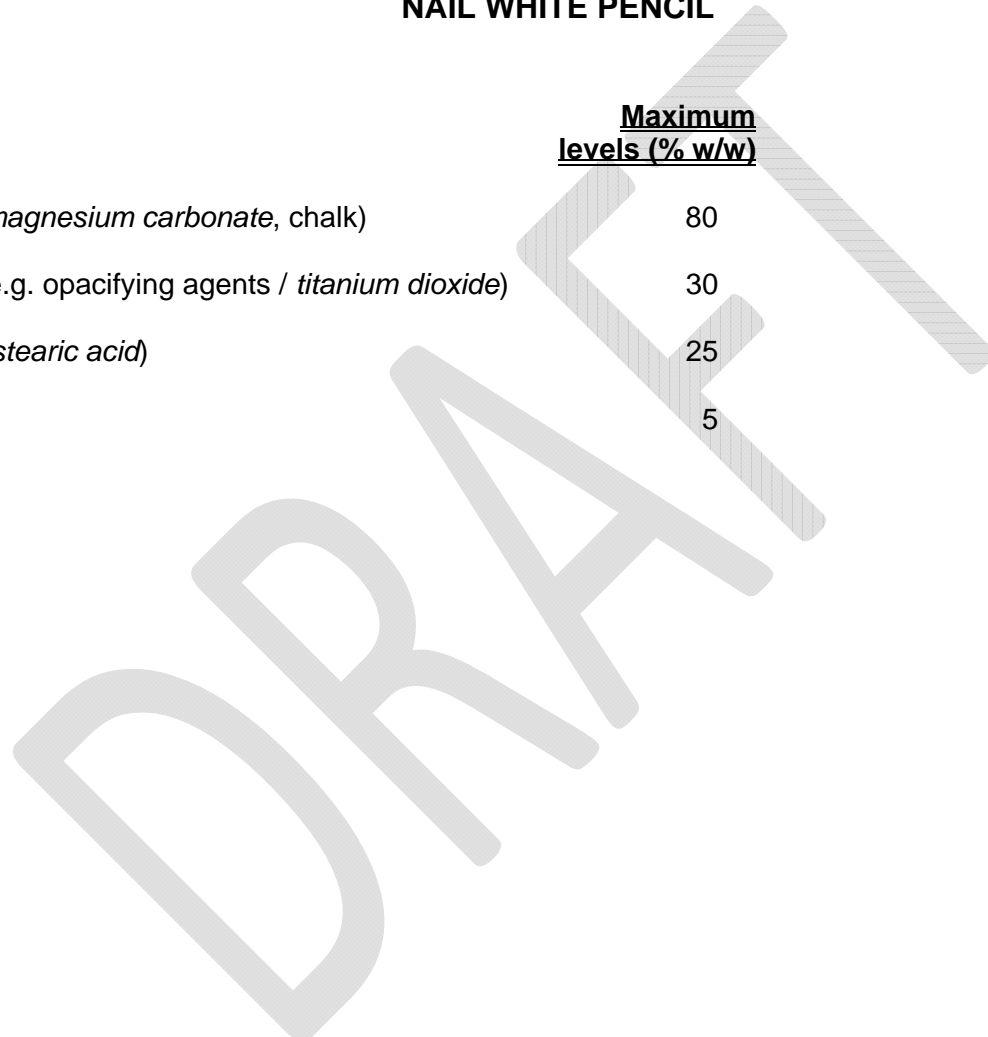 NAIL WHITE PENCIL
Maximum
levels (% w/w)
magnesium carbonate, chalk) 80
e.g. opacifying agents / titanium dioxide) 30
stearic acid) 25
5
DRAFT